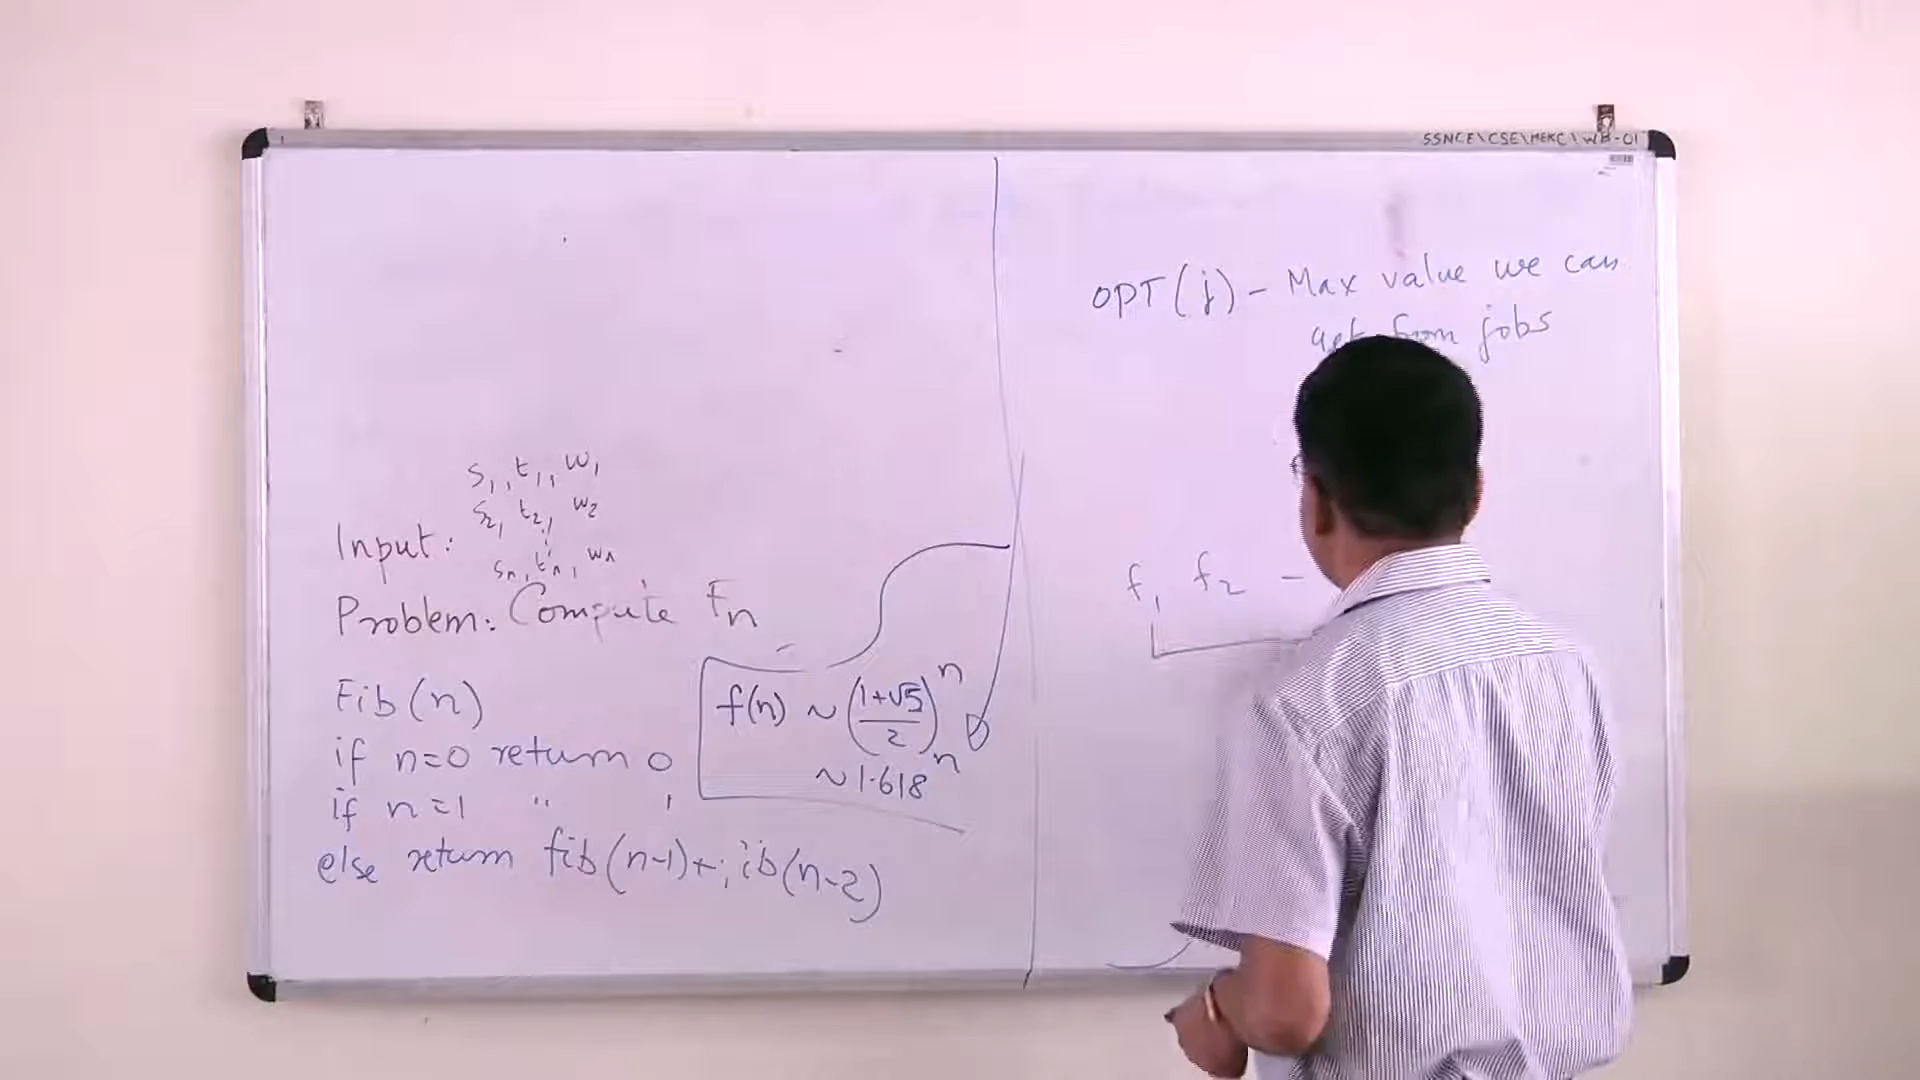 SSNCE\CSE\MEKC\WB-01
OPT(j) - Max value we can
get from jobs
s1, t1, w1
s2, t2, w2
Input:
sn, tn, wn
Problem: Compute Fn
Fib(n)
if n=0 return 0
if n=1 " 1
else return fib(n-1)+;ib(n-2)
f(n) ~ ((1+√5)/2)^n
~1.618^n
f1 f2 -